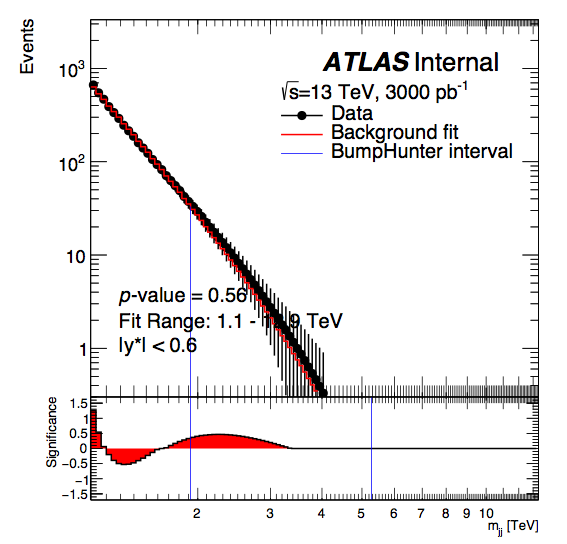 Events
10³
10²
10
1
ATLAS Internal
√s=13 TeV, 3000 pb⁻¹
Data
Background fit
BumpHunter interval
p-value = 0.56
Fit Range: 1.1 - 9 TeV
|y*| < 0.6
Significance
1.5
1
0.5
0
−0.5
−1
−1.5
2 3 4 5 6 7 8 9 10
m_jj [TeV]